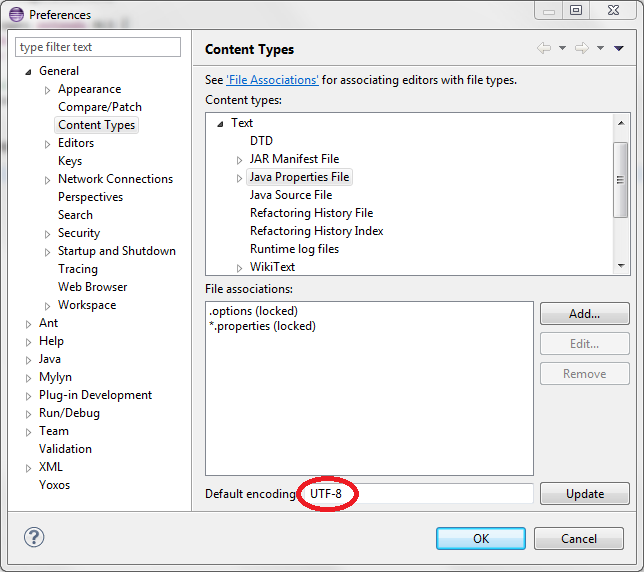 Preferences
type filter text
General
Appearance
Compare/Patch
Content Types
Editors
Keys
Network Connections
Perspectives
Search
Security
Startup and Shutdown
Tracing
Web Browser
Workspace
Ant
Help
Java
Mylyn
Plug-in Development
Run/Debug
Team
Validation
XML
Yoxos
Content Types
See 'File Associations' for associating editors with file types.
Content types:
Text
DTD
JAR Manifest File
Java Properties File
Java Source File
Refactoring History File
Refactoring History Index
Runtime log files
WikiText
File associations:
.options (locked)
*.properties (locked)
Add...
Edit...
Remove
Default encoding
UTF-8
Update
OK
Cancel